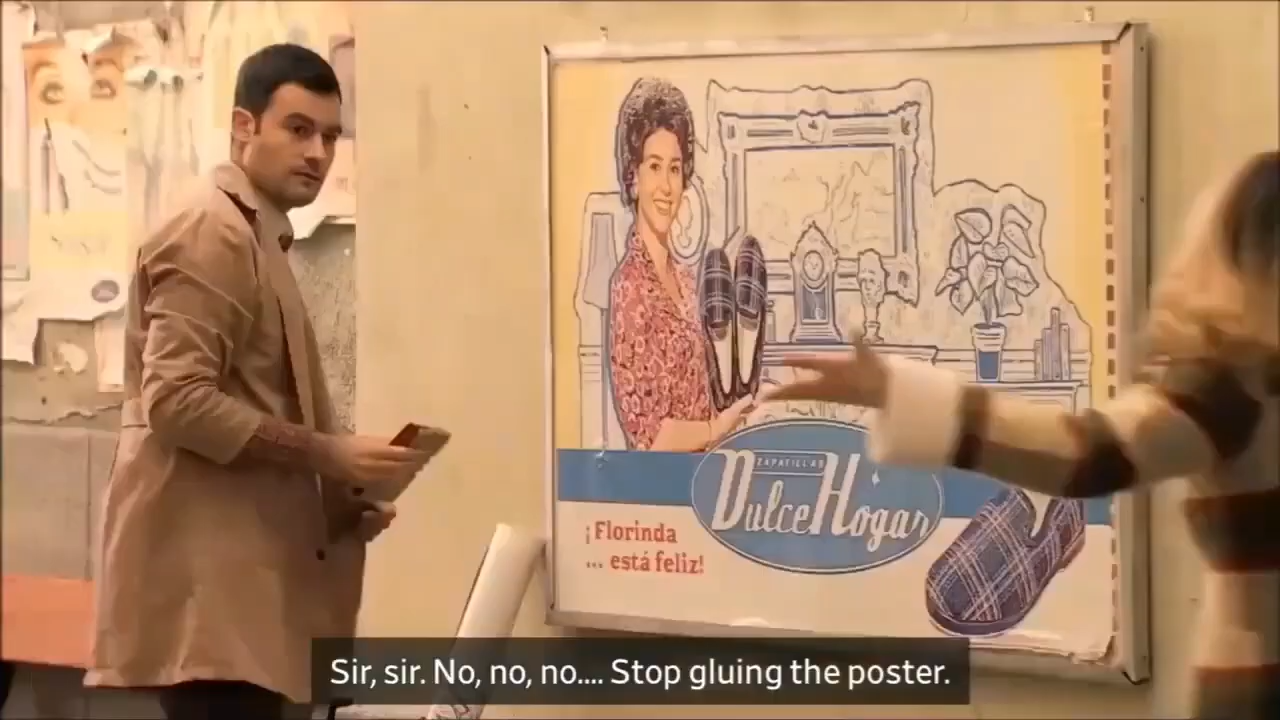 ZAPATILLAS
DulceHogar
¡Florinda
... está feliz!
Sir, sir. No, no, no.... Stop gluing the poster.